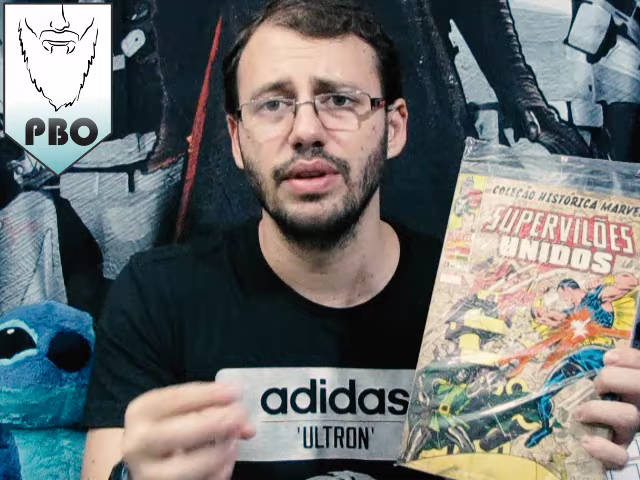 PBO
COLEÇÃO HISTÓRICA MARVEL
SUPERVILÕES
UNIDOS
adidas
'ULTRON'